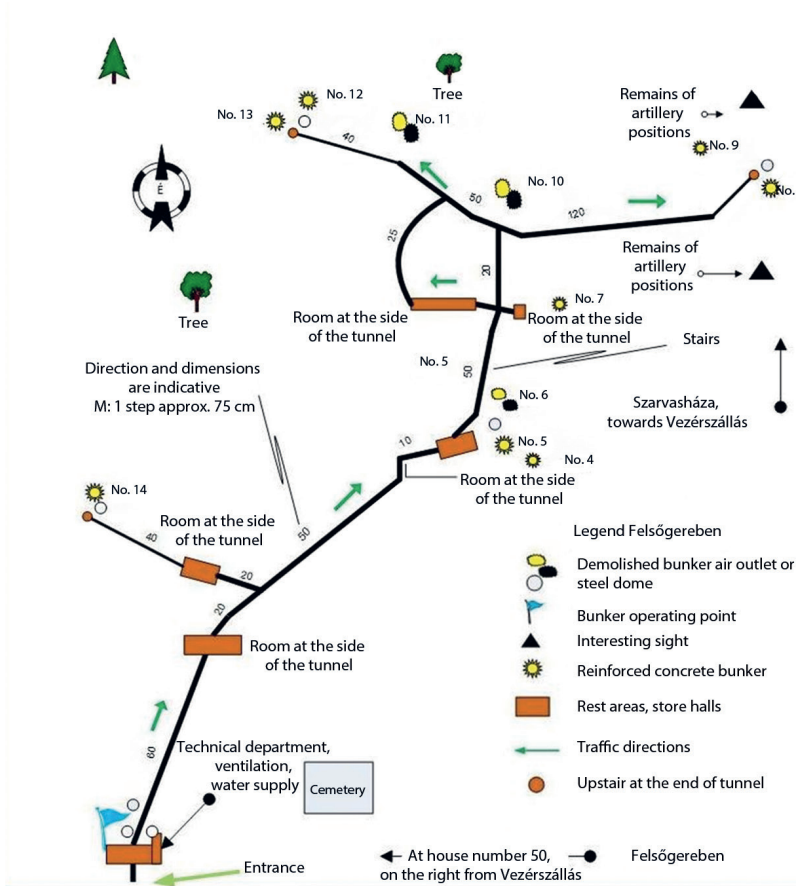 No. 12
No. 13
No. 11
Tree
Remains of
artillery
positions
No. 9
No.
40
No. 10
50
120
É
25
20
Tree
Room at the side
of the tunnel
No. 7
Room at the side
of the tunnel
Remains of
artillery
positions
Stairs
Direction and dimensions
are indicative
M: 1 step approx. 75 cm
No. 5
50
No. 6
Szarvasháza,
towards Vezérszállás
10
No. 5
No. 4
Room at the side
of the tunnel
No. 14
Room at the side
of the tunnel
40
20
50
20
Room at the side
of the tunnel
60
Technical department,
ventilation,
water supply
Cemetery
Entrance
Legend Felsőgereben
Demolished bunker air outlet or
steel dome
Bunker operating point
Interesting sight
Reinforced concrete bunker
Rest areas, store halls
Traffic directions
Upstair at the end of tunnel
At house number 50,
on the right from Vezérszállás
Felsőgereben